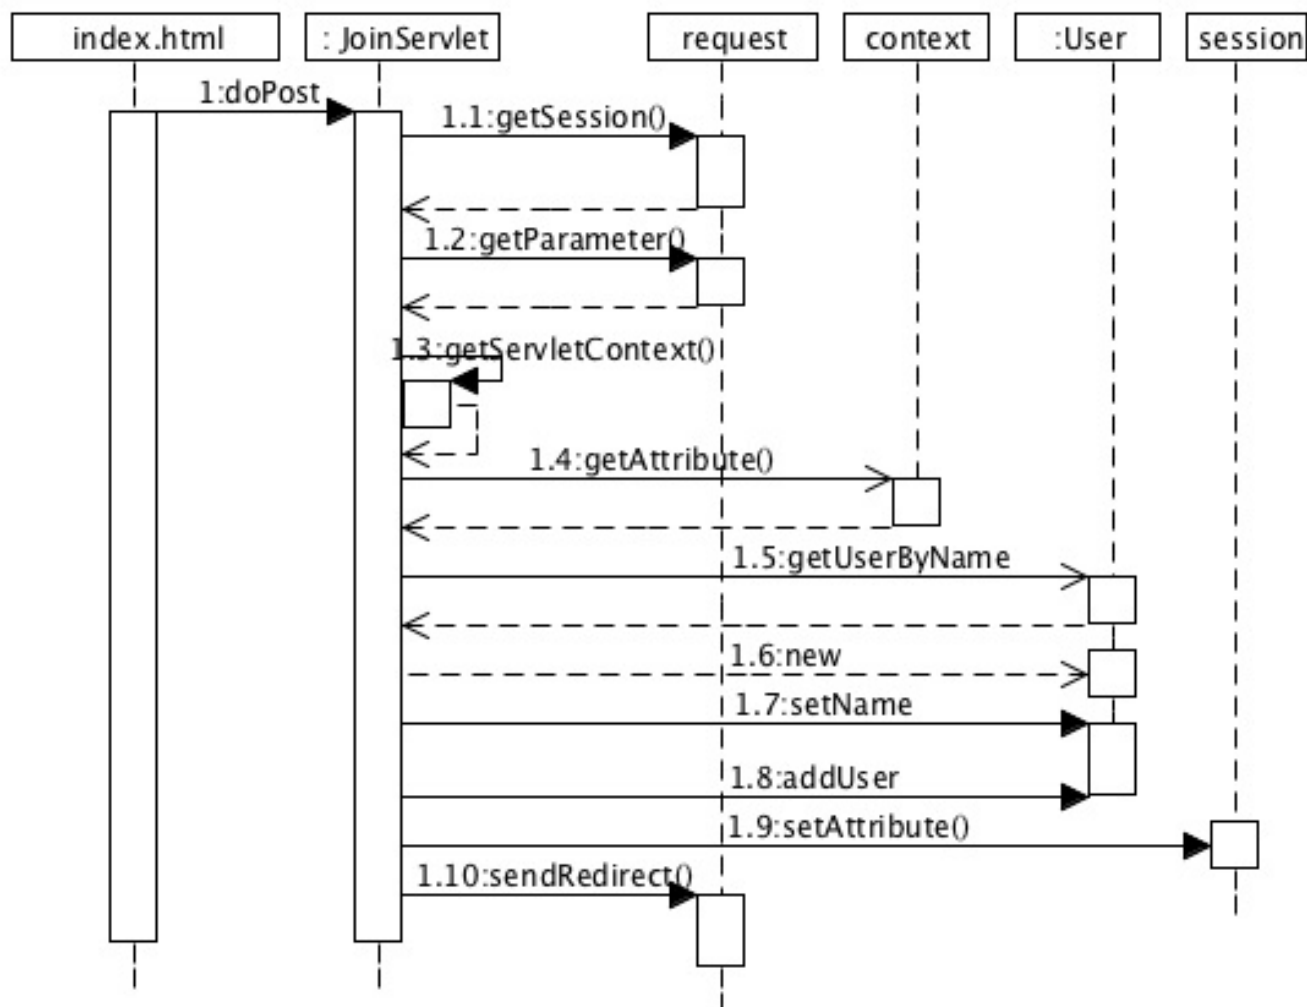 index.html
: JoinServlet
request
context
:User
session
1:doPost
1.1:getSession()
1.2:getParameter()
1.3:getServletContext()
1.4:getAttribute()
1.5:getUserByName
1.6:new
1.7:setName
1.8:addUser
1.9:setAttribute()
1.10:sendRedirect()